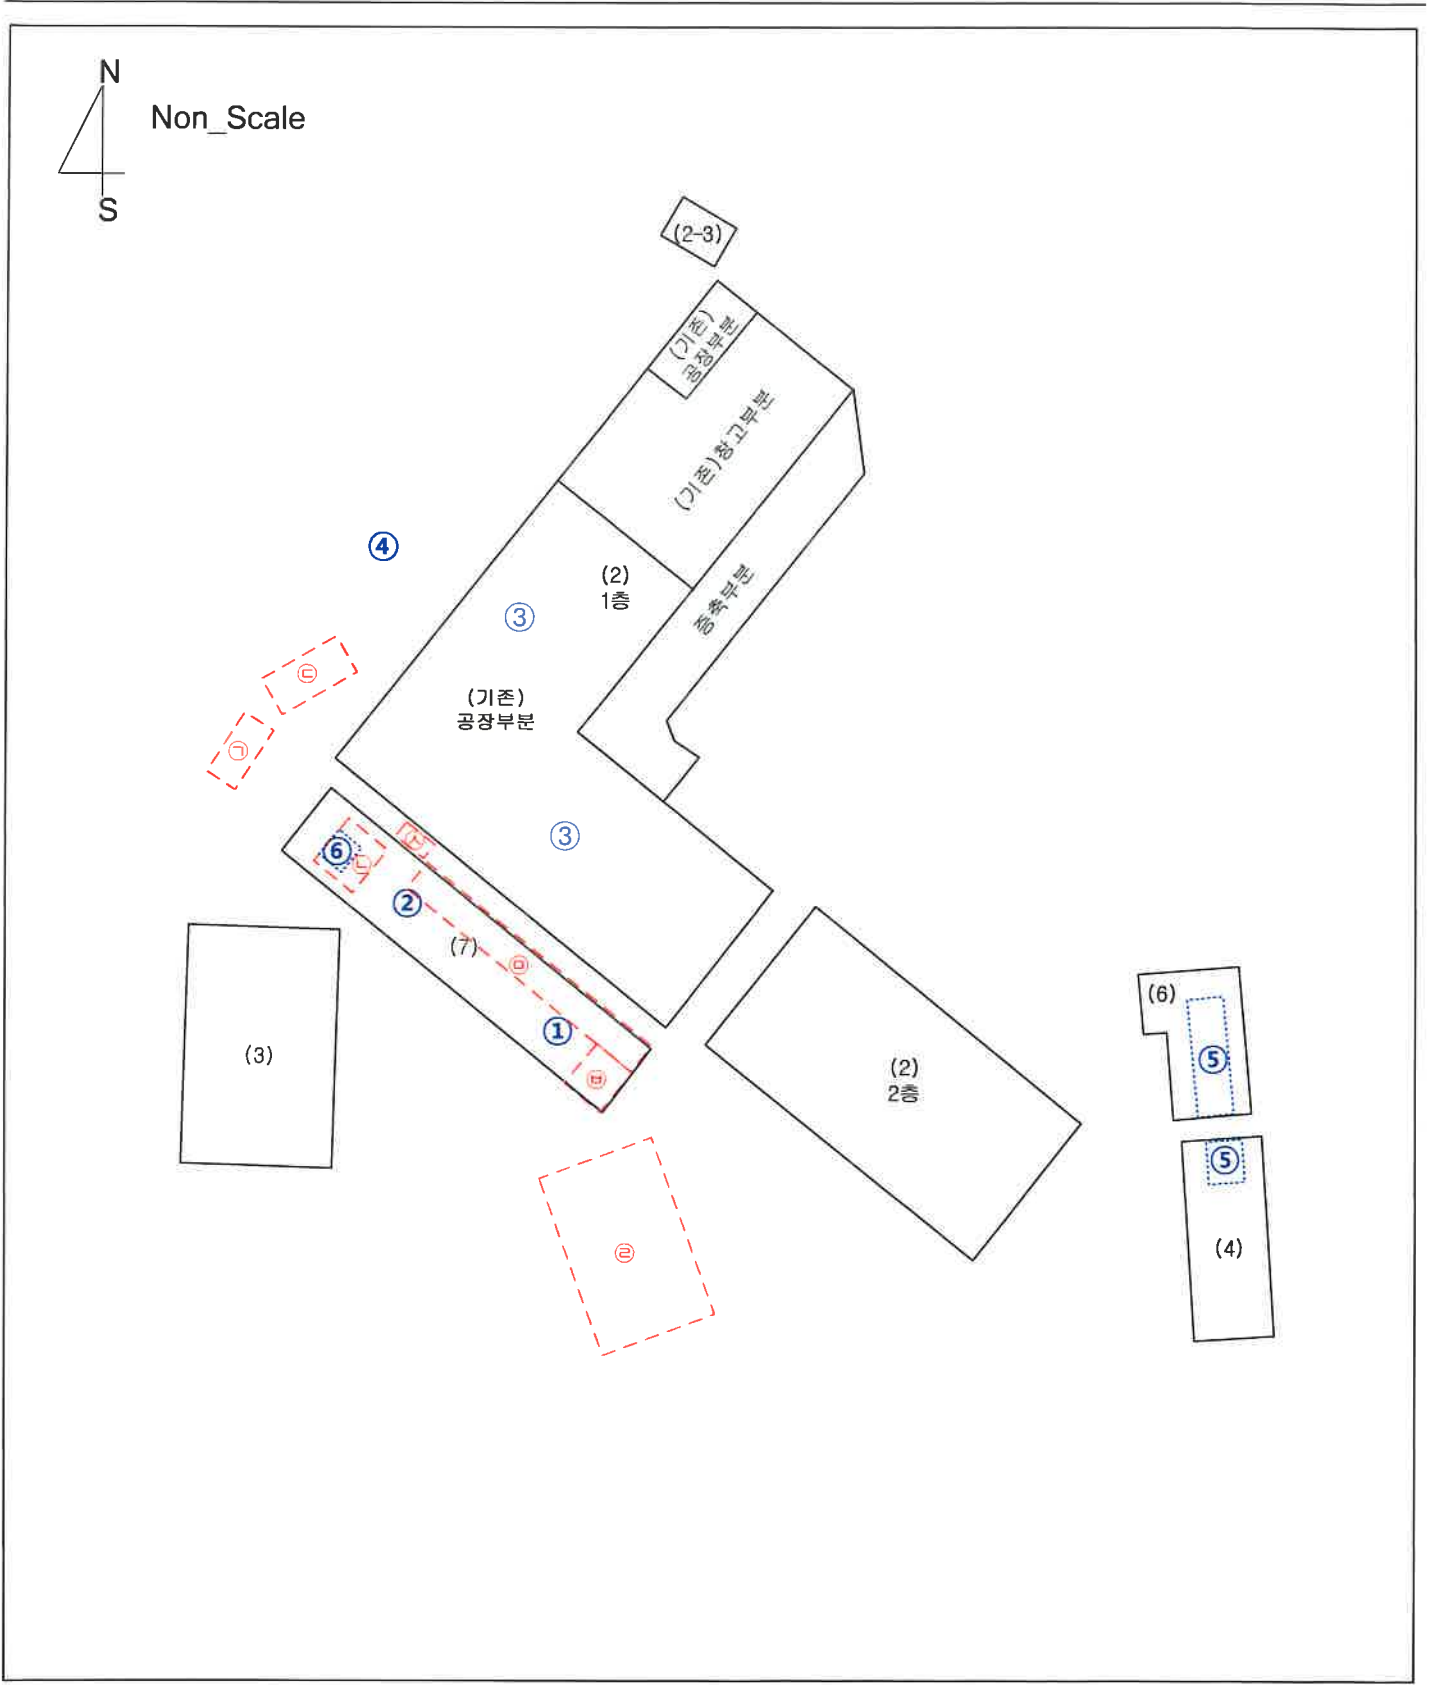 N
Non_Scale
S
(2-3)
(기존)
공장부분
(기존)창고부분
④
(2)
1층
증축부분
③
㉢
(기존)
공장부분
㉠
③
⑥
②
(7)
㉤
(3)
①
㉥
(6)
⑤
(2)
2층
⑤
(4)
㉣